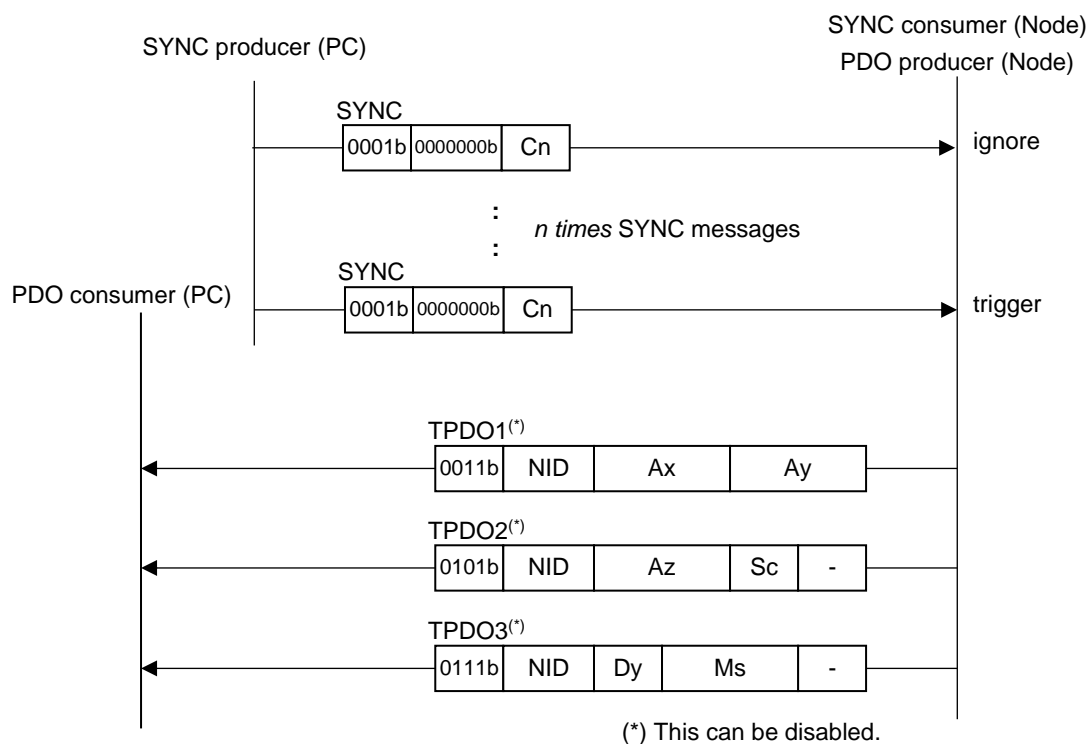 SYNC consumer (Node)
SYNC producer (PC)
PDO producer (Node)
SYNC
0001b 0000000b Cn
ignore
:
n times SYNC messages
:
SYNC
PDO consumer (PC)
0001b 0000000b Cn
trigger
TPDO1(*)
0011b NID Ax Ay
TPDO2(*)
0101b NID Az Sc -
TPDO3(*)
0111b NID Dy Ms -
(*) This can be disabled.